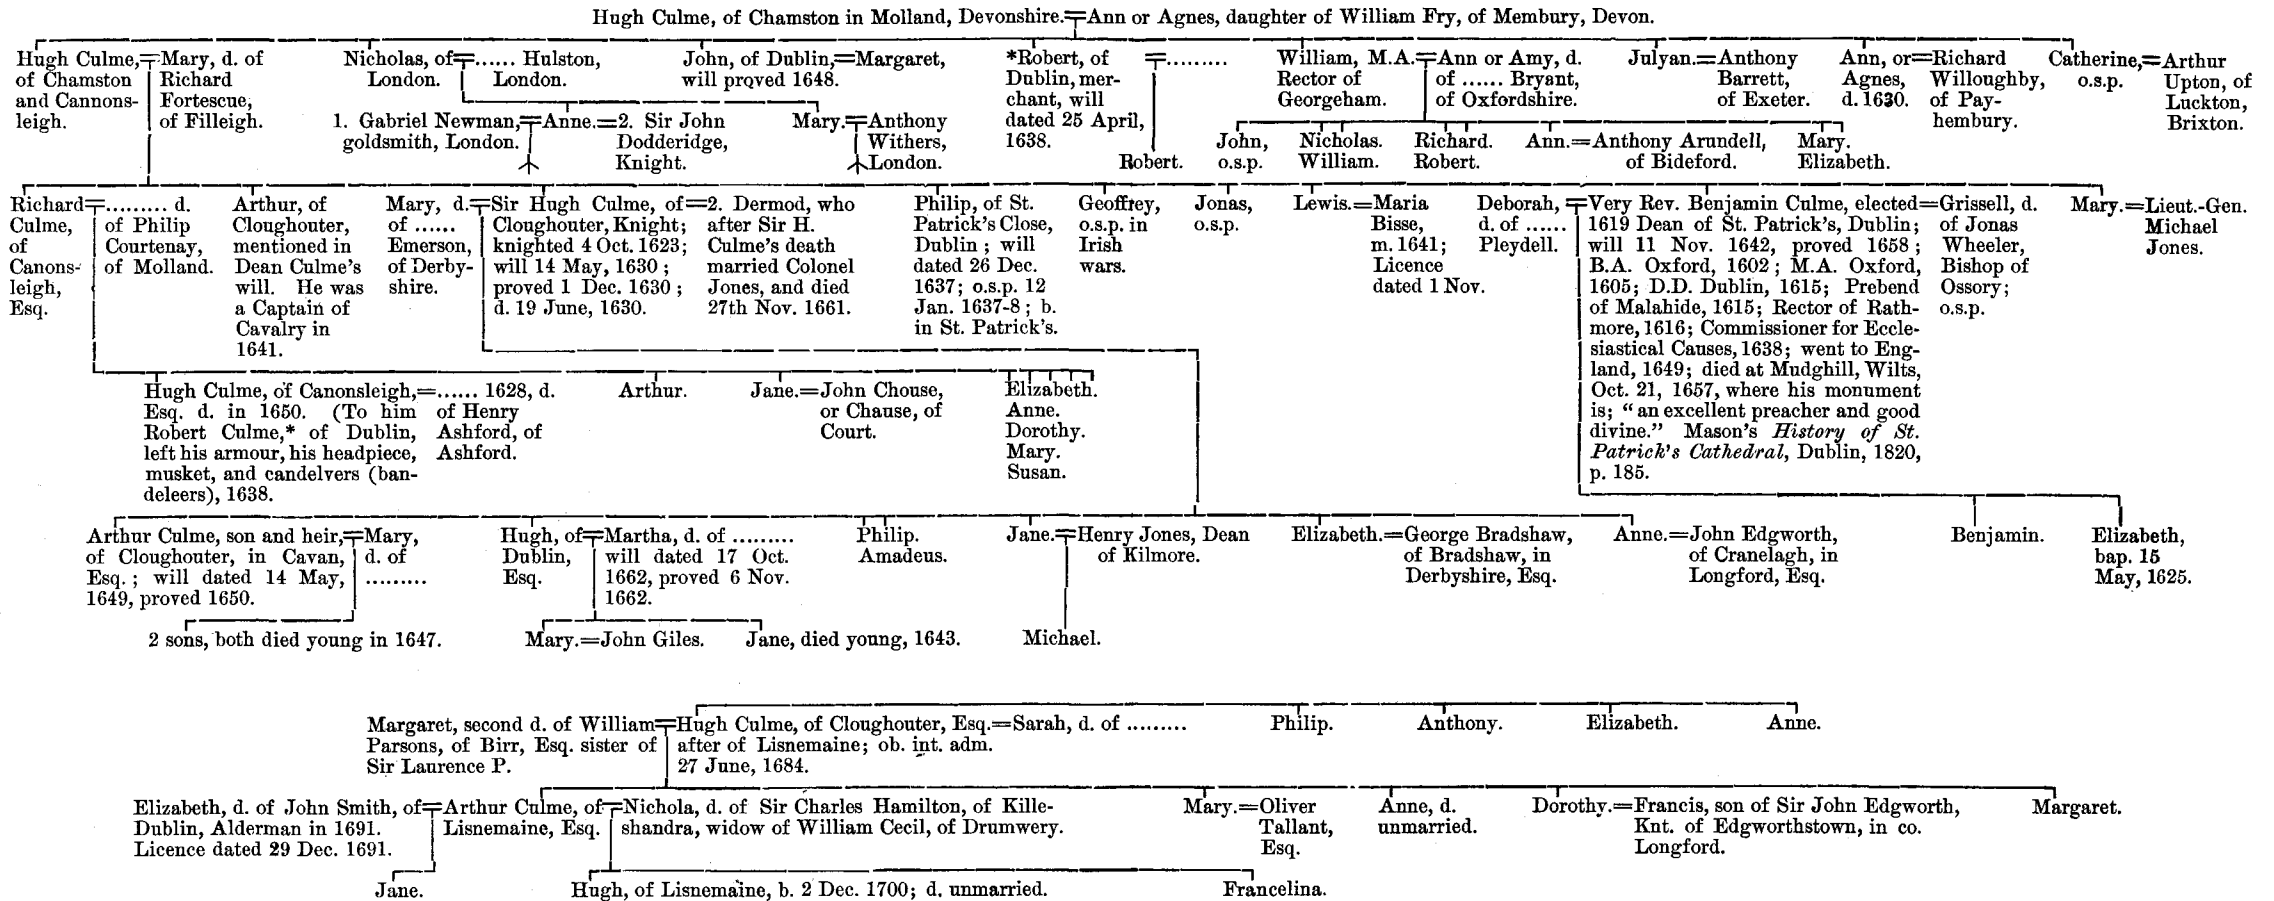 Hugh Culme, of Chamston in Molland, Devonshire.=Ann or Agnes, daughter of William Fry, of Membury, Devon.
Hugh Culme,=Mary, d. of
of Chamston Richard
and Cannons- Fortescue,
leigh. of Filleigh.
Nicholas, of=...... Hulston,
London. London.
John, of Dublin,=Margaret,
will proved 1648.
*Robert, of =.........
Dublin, mer-
chant, will
dated 25 April,
1638.
William, M.A.=Ann or Amy, d.
Rector of of ...... Bryant,
Georgeham. of Oxfordshire.
Julyan.=Anthony
Barrett,
of Exeter.
Ann, or=Richard
Agnes, Willoughby,
d. 1630. of Pay-
hembury.
Catherine,=Arthur
o.s.p. Upton, of
Luckton,
Brixton.
1. Gabriel Newman,=Anne.=2. Sir John
goldsmith, London. Dodderidge,
Knight.
Mary.=Anthony
Withers,
London.
Robert.
John,
o.s.p.
Nicholas.
William.
Richard.
Robert.
Ann.=Anthony Arundell,
of Bideford.
Mary.
Elizabeth.
Richard=......... d.
Culme, of Philip
of Courtenay,
Canons- of Molland.
leigh,
Esq.
Arthur, of
Cloughouter,
mentioned in
Dean Culme's
will. He was
a Captain of
Cavalry in
1641.
Mary, d.=Sir Hugh Culme, of=2. Dermod, who
of ...... Cloughouter, Knight; after Sir H.
Emerson, knighted 4 Oct. 1623; Culme's death
of Derby- will 14 May, 1630; married Colonel
shire. proved 1 Dec. 1630; Jones, and died
d. 19 June, 1630. 27th Nov. 1661.
Philip, of St.
Patrick's Close,
Dublin; will
dated 26 Dec.
1637; o.s.p. 12
Jan. 1637-8; b.
in St. Patrick's.
Geoffrey,
o.s.p. in
Irish
wars.
Jonas,
o.s.p.
Lewis.=Maria
Bisse,
m. 1641;
Licence
dated 1 Nov.
Deborah, =Very Rev. Benjamin Culme, elected=Grissell, d.
d. of ...... 1619 Dean of St. Patrick's, Dublin; of Jonas
Pleydell. will 11 Nov. 1642, proved 1658; Wheeler,
B.A. Oxford, 1602; M.A. Oxford, Bishop of
1605; D.D. Dublin, 1615; Prebend Ossory;
of Malahide, 1615; Rector of Rath- o.s.p.
more, 1616; Commissioner for Eccle-
siastical Causes, 1638; went to Eng-
land, 1649; died at Mudghill, Wilts,
Oct. 21, 1657, where his monument
is; "an excellent preacher and good
divine." Mason's History of St.
Patrick's Cathedral, Dublin, 1820,
p. 185.
Mary.=Lieut.-Gen.
Michael
Jones.
Hugh Culme, of Canonsleigh,=...... 1628, d.
Esq. d. in 1650. (To him of Henry
Robert Culme,* of Dublin, Ashford, of
left his armour, his headpiece, Ashford.
musket, and candelvers (ban-
deleers), 1638.
Arthur.
Jane.=John Chouse,
or Chause, of
Court.
Elizabeth.
Anne.
Dorothy.
Mary.
Susan.
Arthur Culme, son and heir,=Mary,
of Cloughouter, in Cavan, d. of
Esq.; will dated 14 May, .........
1649, proved 1650.
Hugh, of=Martha, d. of .........
Dublin, will dated 17 Oct.
Esq. 1662, proved 6 Nov.
1662.
Philip.
Amadeus.
Jane.=Henry Jones, Dean
of Kilmore.
Elizabeth.=George Bradshaw,
of Bradshaw, in
Derbyshire, Esq.
Anne.=John Edgworth,
of Cranelagh, in
Longford, Esq.
Benjamin.
Elizabeth,
bap. 15
May, 1625.
2 sons, both died young in 1647.
Mary.=John Giles.
Jane, died young, 1643.
Michael.
Margaret, second d. of William=Hugh Culme, of Cloughouter, Esq.=Sarah, d. of .........
Parsons, of Birr, Esq. sister of after of Lisnemaine; ob. int. adm.
Sir Laurence P. 27 June, 1684.
Philip.
Anthony.
Elizabeth.
Anne.
Elizabeth, d. of John Smith, of=Arthur Culme, of=Nichola, d. of Sir Charles Hamilton, of Kille-
Dublin, Alderman in 1691. Lisnemaine, Esq. shandra, widow of William Cecil, of Drumwery.
Licence dated 29 Dec. 1691.
Mary.=Oliver
Tallant,
Esq.
Anne, d.
unmarried.
Dorothy.=Francis, son of Sir John Edgworth,
Knt. of Edgworthstown, in co.
Longford.
Margaret.
Jane.
Hugh, of Lisnemaine, b. 2 Dec. 1700; d. unmarried.
Francelina.